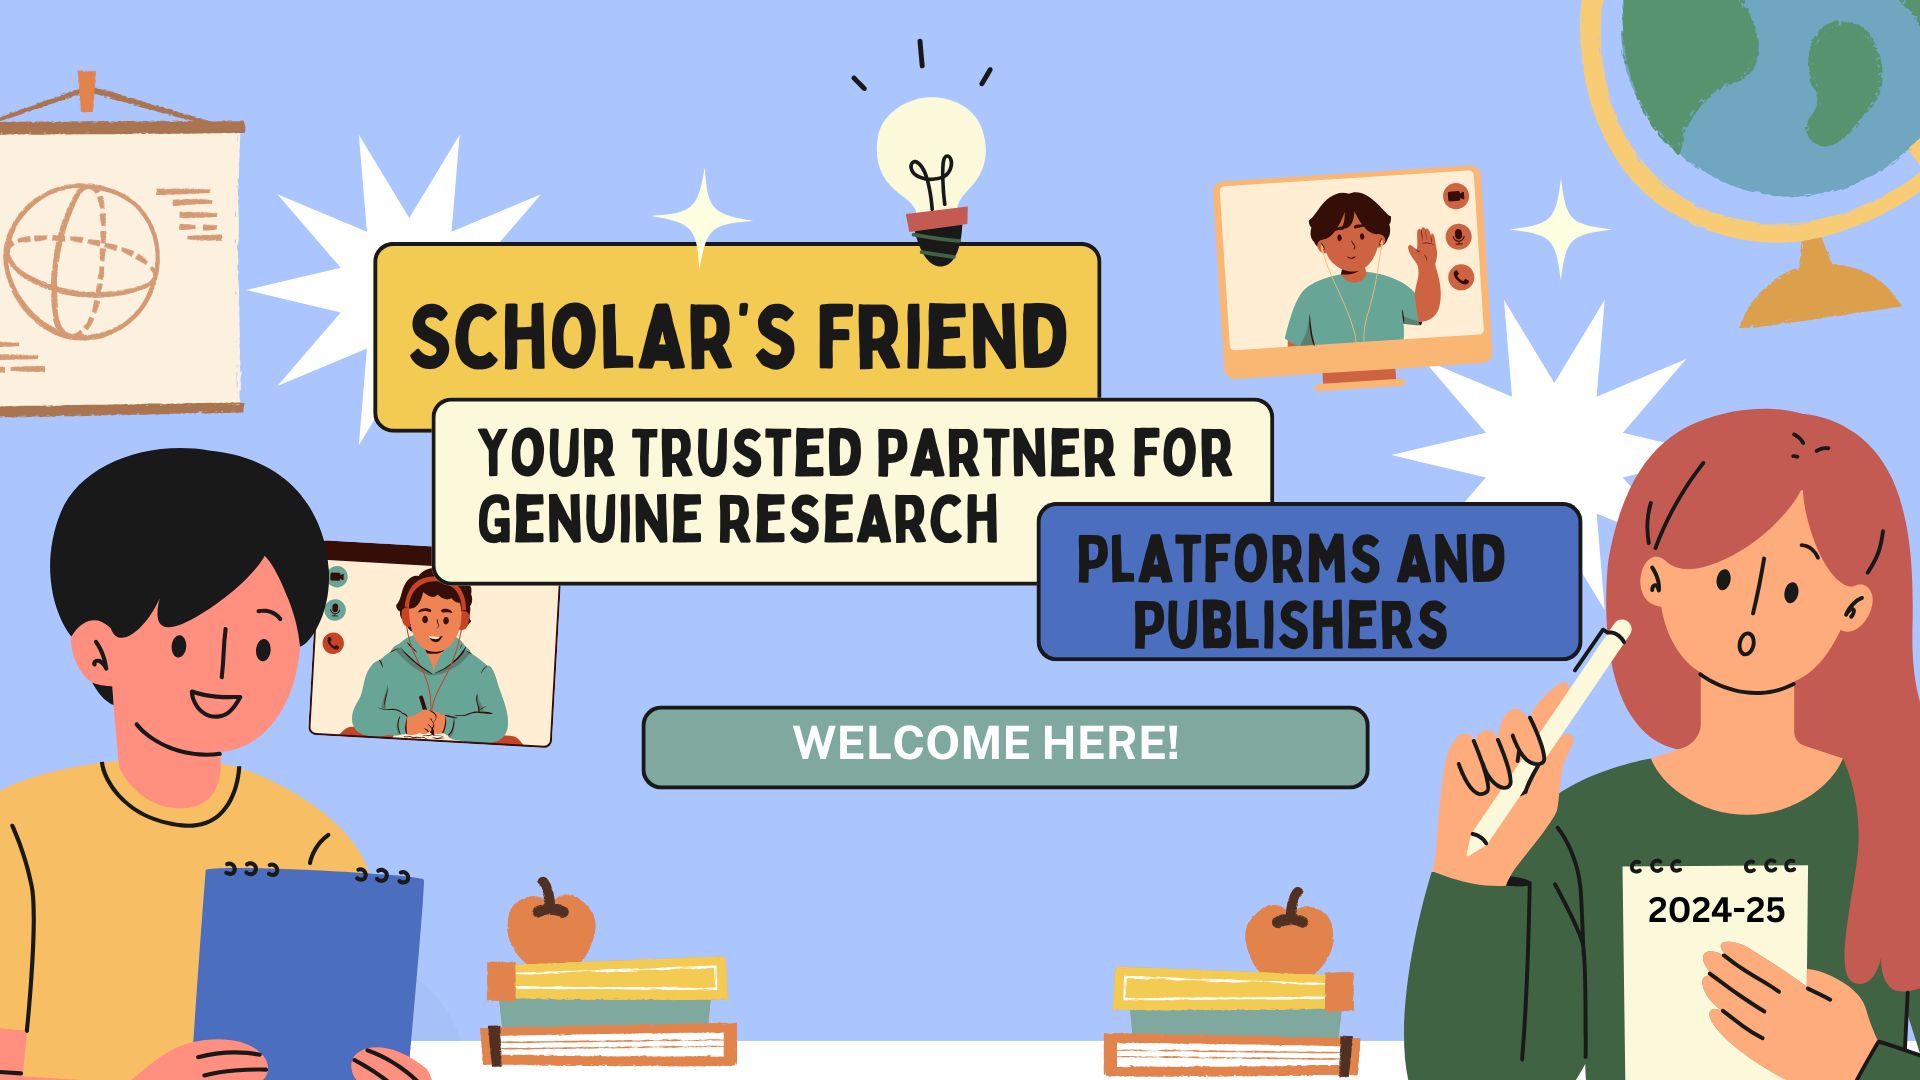 SCHOLAR'S FRIEND
YOUR TRUSTED PARTNER FOR
GENUINE RESEARCH
PLATFORMS AND
PUBLISHERS
WELCOME HERE!
2024-25